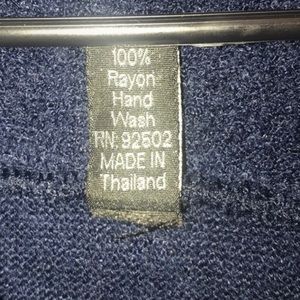 100%
Rayon
Hand
Wash
RN: 92502
MADE IN
Thailand